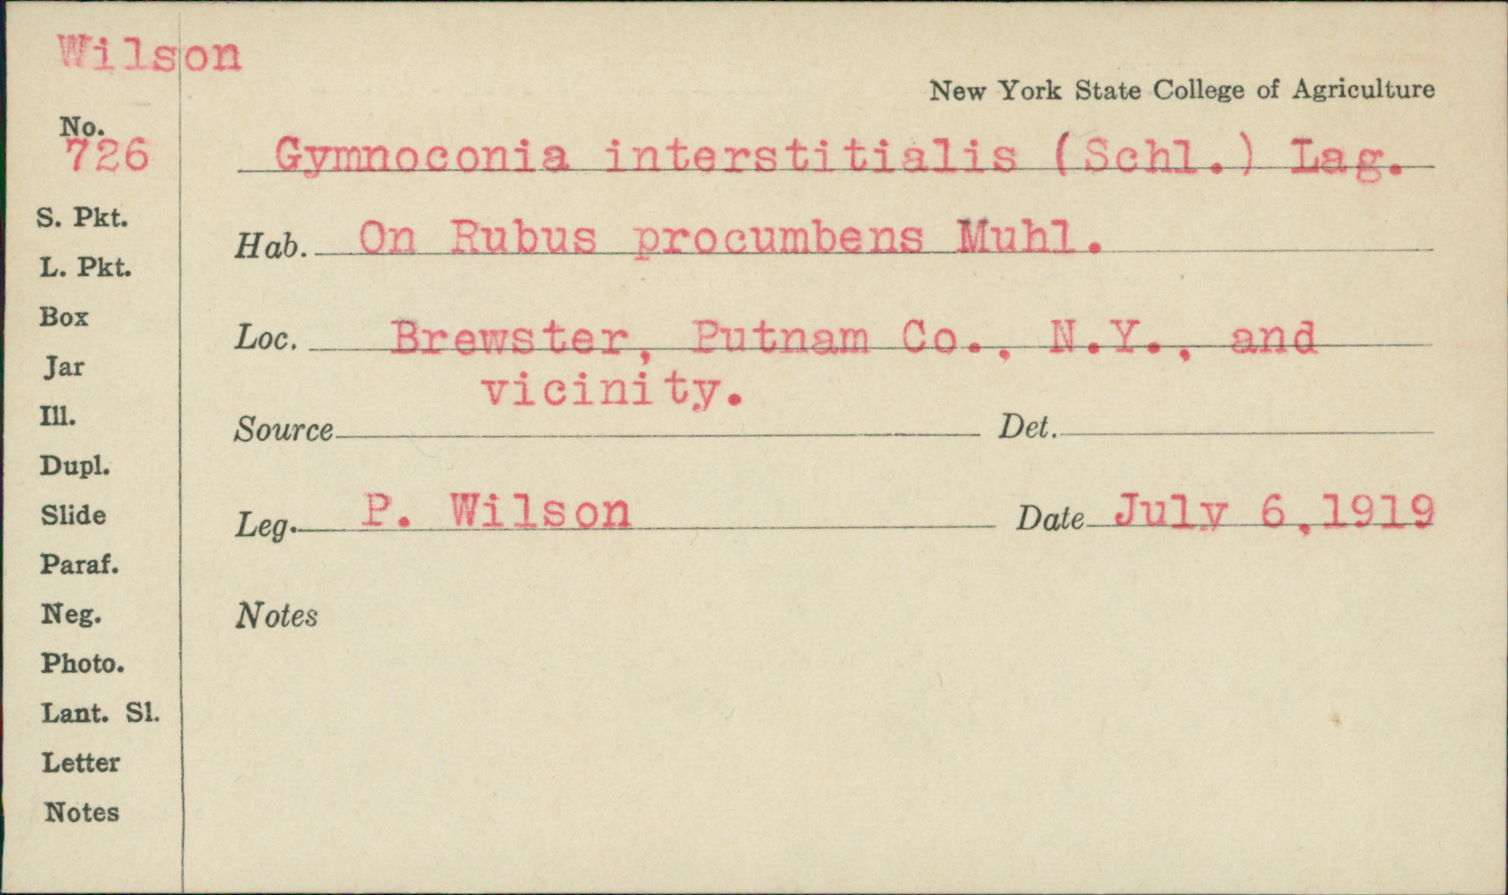 Wilson
New York State College of Agriculture
No.
726
Gymnoconia interstitialis (Schl.) Lag.
S. Pkt.
Hab. On Rubus procumbens Muhl.
L. Pkt.
Box
Loc. Brewster, Putnam Co., N.Y., and
vicinity.
Jar
Ill.
Source Det.
Dupl.
Slide
Leg. P. Wilson Date July 6,1919
Paraf.
Neg.
Notes
Photo.
Lant. Sl.
Letter
Notes